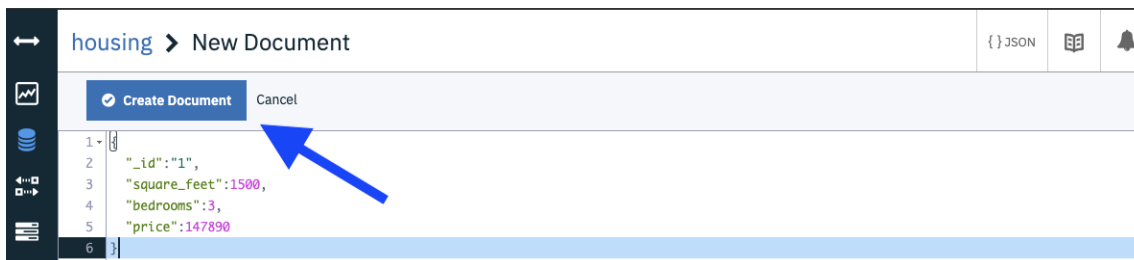 housing > New Document
{ } JSON
Create Document Cancel
1 {
2 "_id":"1",
3 "square_feet":1500,
4 "bedrooms":3,
5 "price":147890
6 }